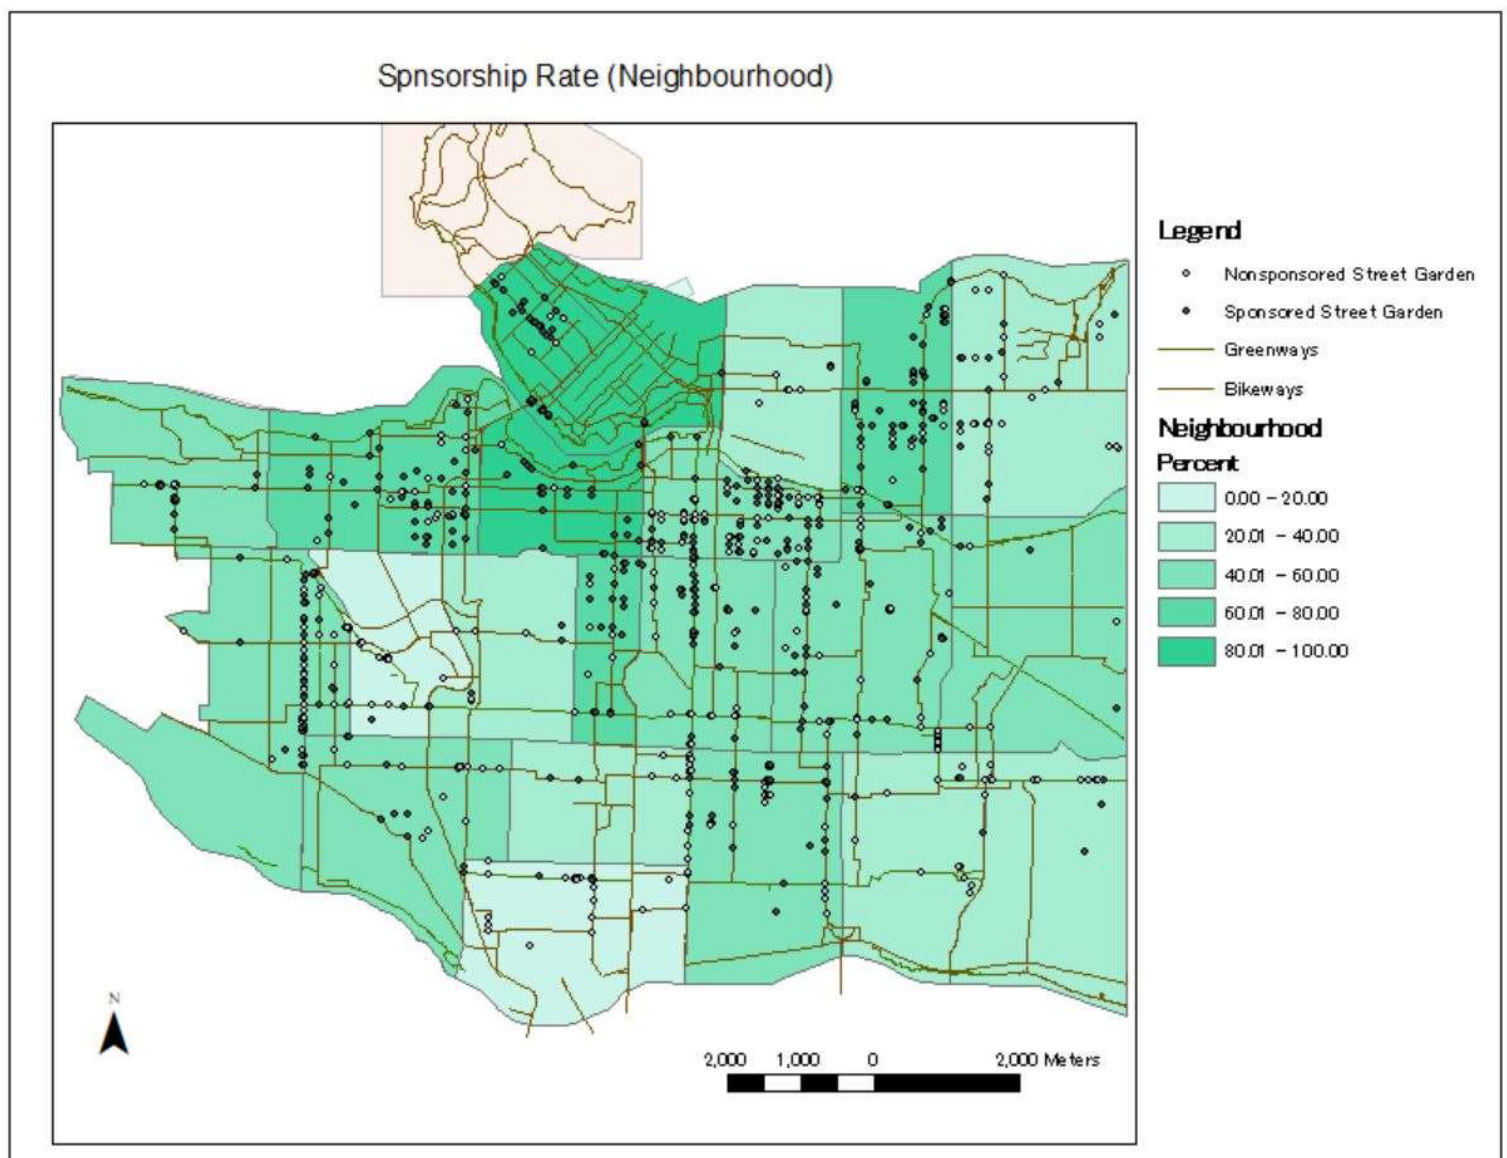 Spnsorship Rate (Neighbourhood)
Legend
Nonsponsored Street Garden
Sponsored Street Garden
Greenways
Bikeways
Neighbourhood
Percent
0.00 - 20.00
20.01 - 40.00
40.01 - 60.00
60.01 - 80.00
80.01 - 100.00
N
2,000 1,000 0 2,000 Meters